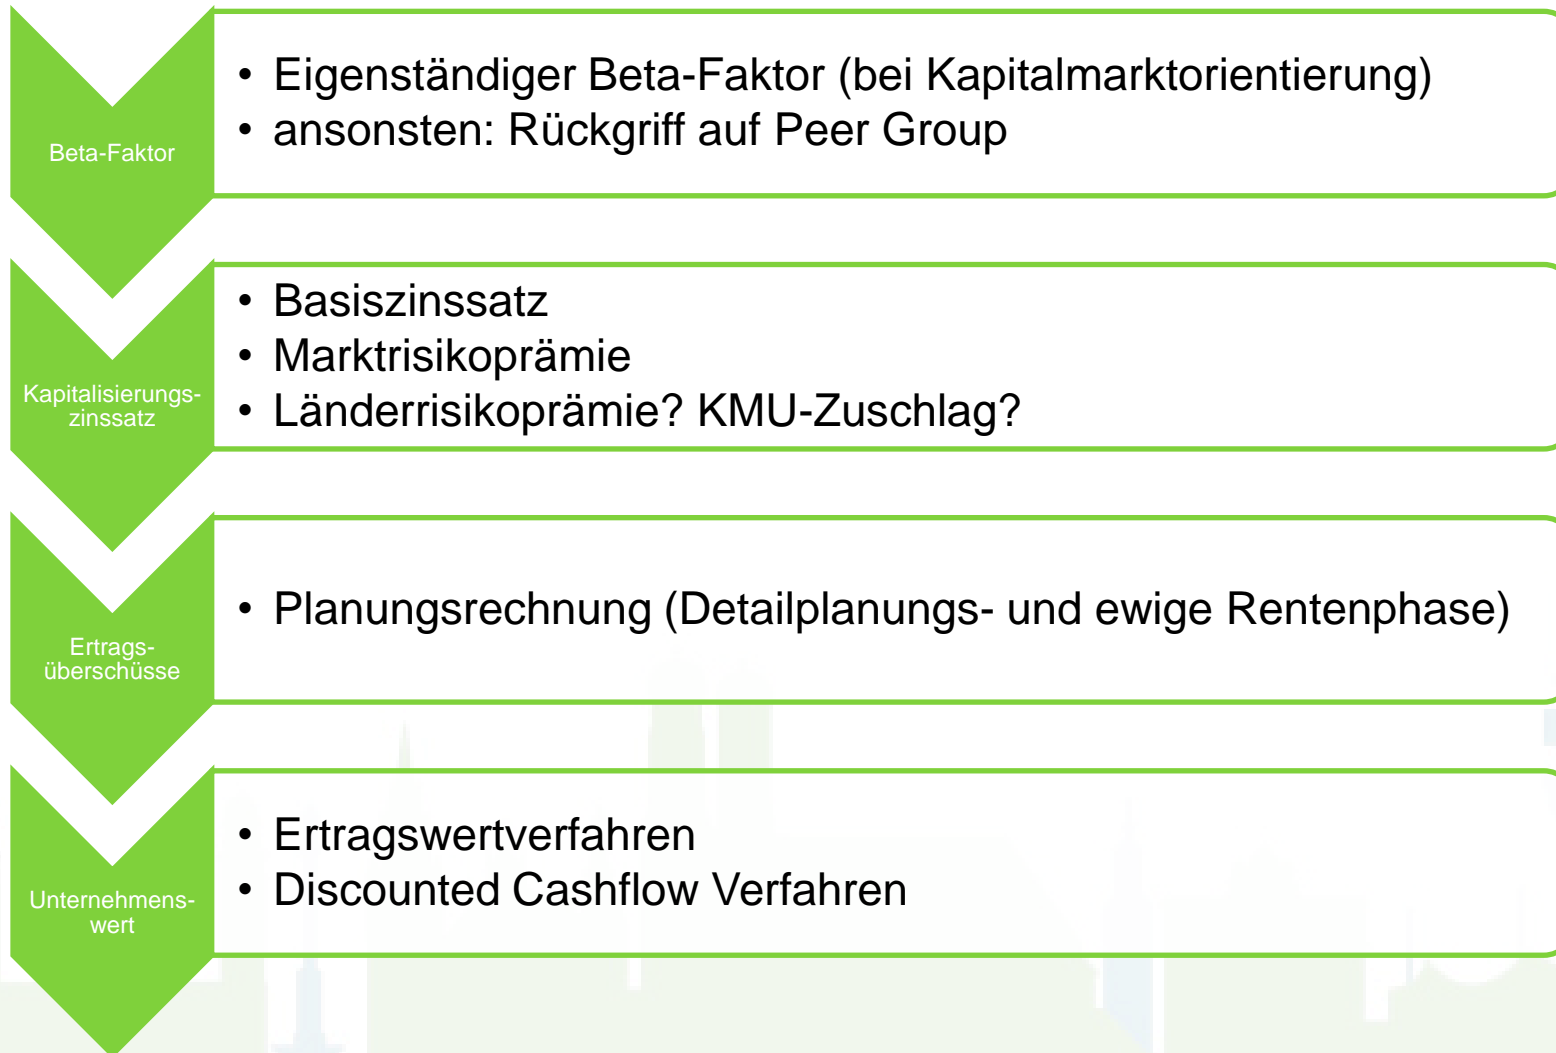 Beta-Faktor
• Eigenständiger Beta-Faktor (bei Kapitalmarktorientierung)
• ansonsten: Rückgriff auf Peer Group
Kapitalisierungs-
zinssatz
• Basiszinssatz
• Marktrisikoprämie
• Länderrisikoprämie? KMU-Zuschlag?
Ertrags-
überschüsse
• Planungsrechnung (Detailplanungs- und ewige Rentenphase)
Unternehmens-
wert
• Ertragswertverfahren
• Discounted Cashflow Verfahren